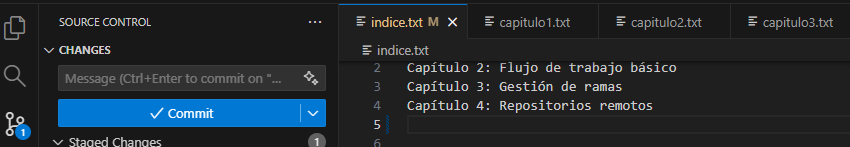 SOURCE CONTROL
CHANGES
Message (Ctrl+Enter to commit on "...
Commit
Staged Changes 1
1
indice.txt M
capitulo1.txt
capitulo2.txt
capitulo3.txt
indice.txt
2 Capítulo 2: Flujo de trabajo básico
3 Capítulo 3: Gestión de ramas
4 Capítulo 4: Repositorios remotos
5
6